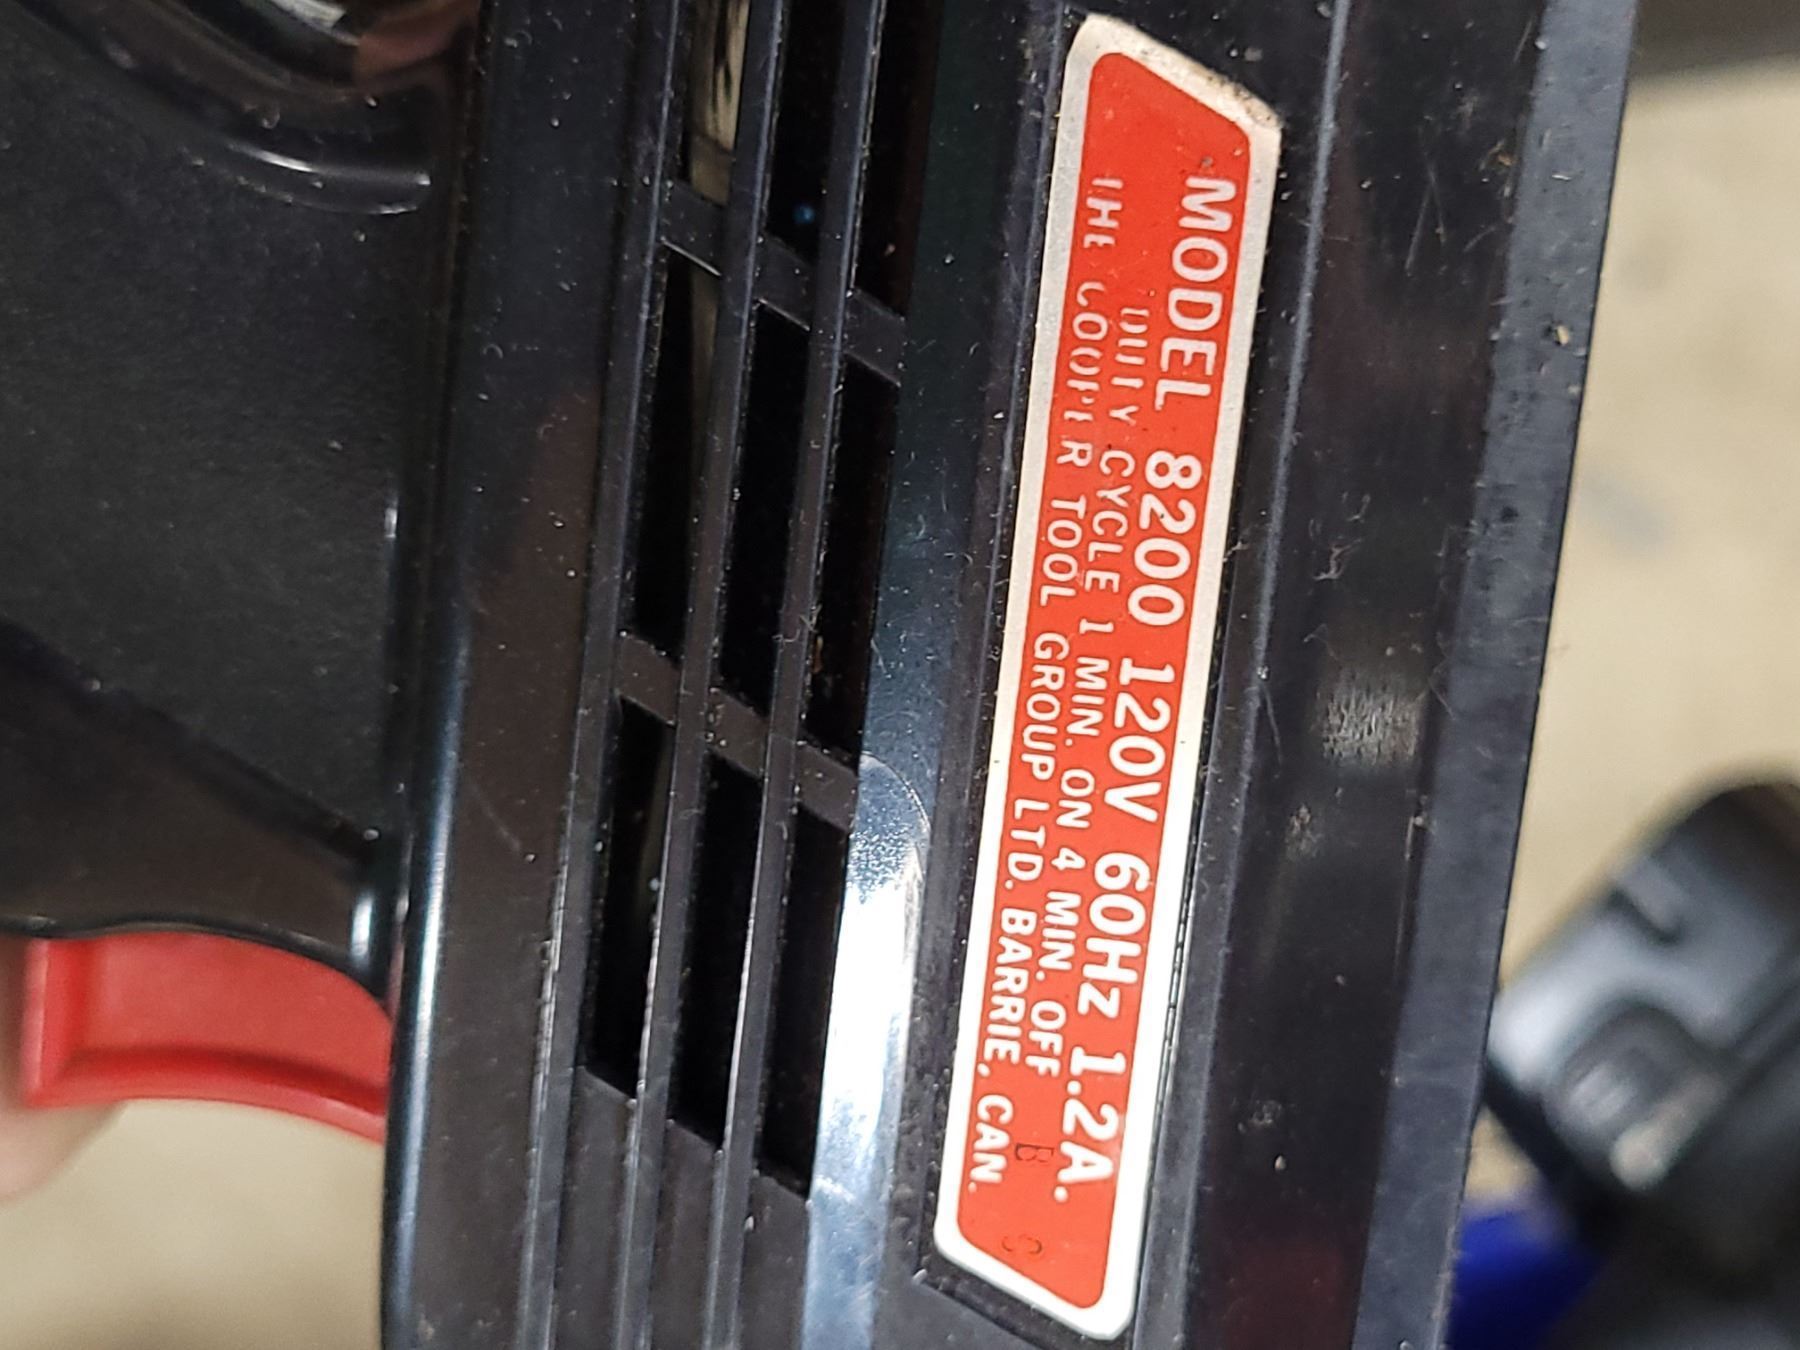 MODEL 8200 120V 60Hz 1.2A.
DUTY CYCLE 1 MIN. ON 4 MIN. OFF
THE COOPER TOOL GROUP LTD. BARRIE, CAN.
B
C